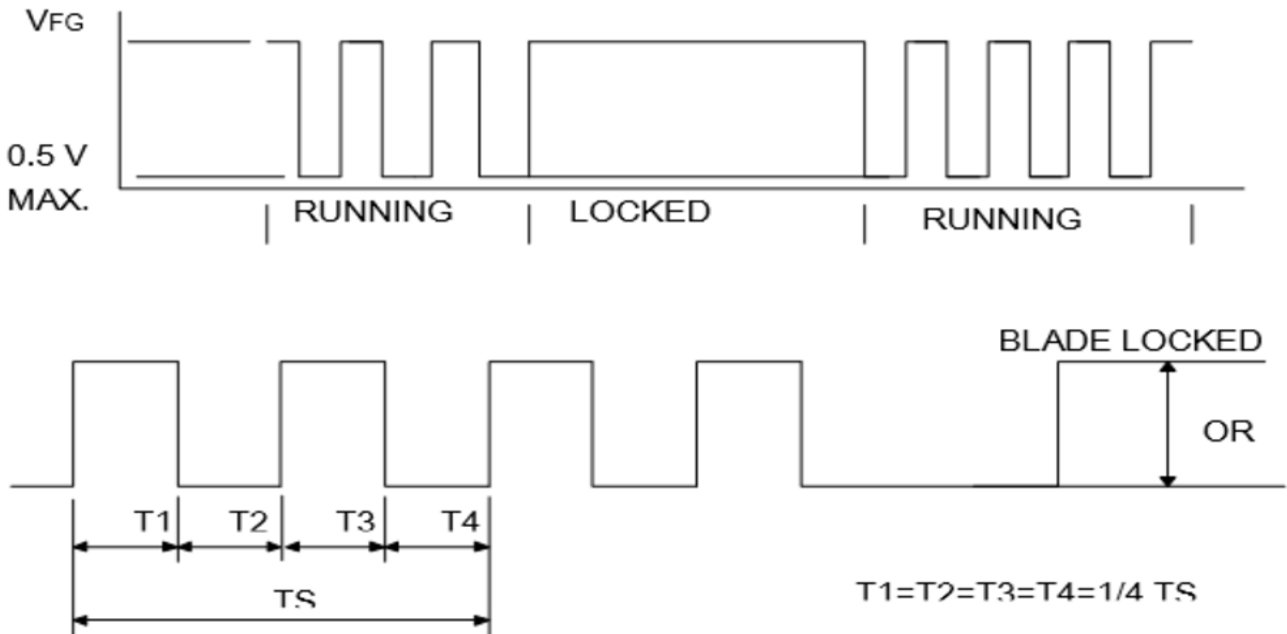 VFG
0.5 V
MAX.
RUNNING
LOCKED
RUNNING
BLADE LOCKED
OR
T1
T2
T3
T4
TS
T1=T2=T3=T4=1/4 TS